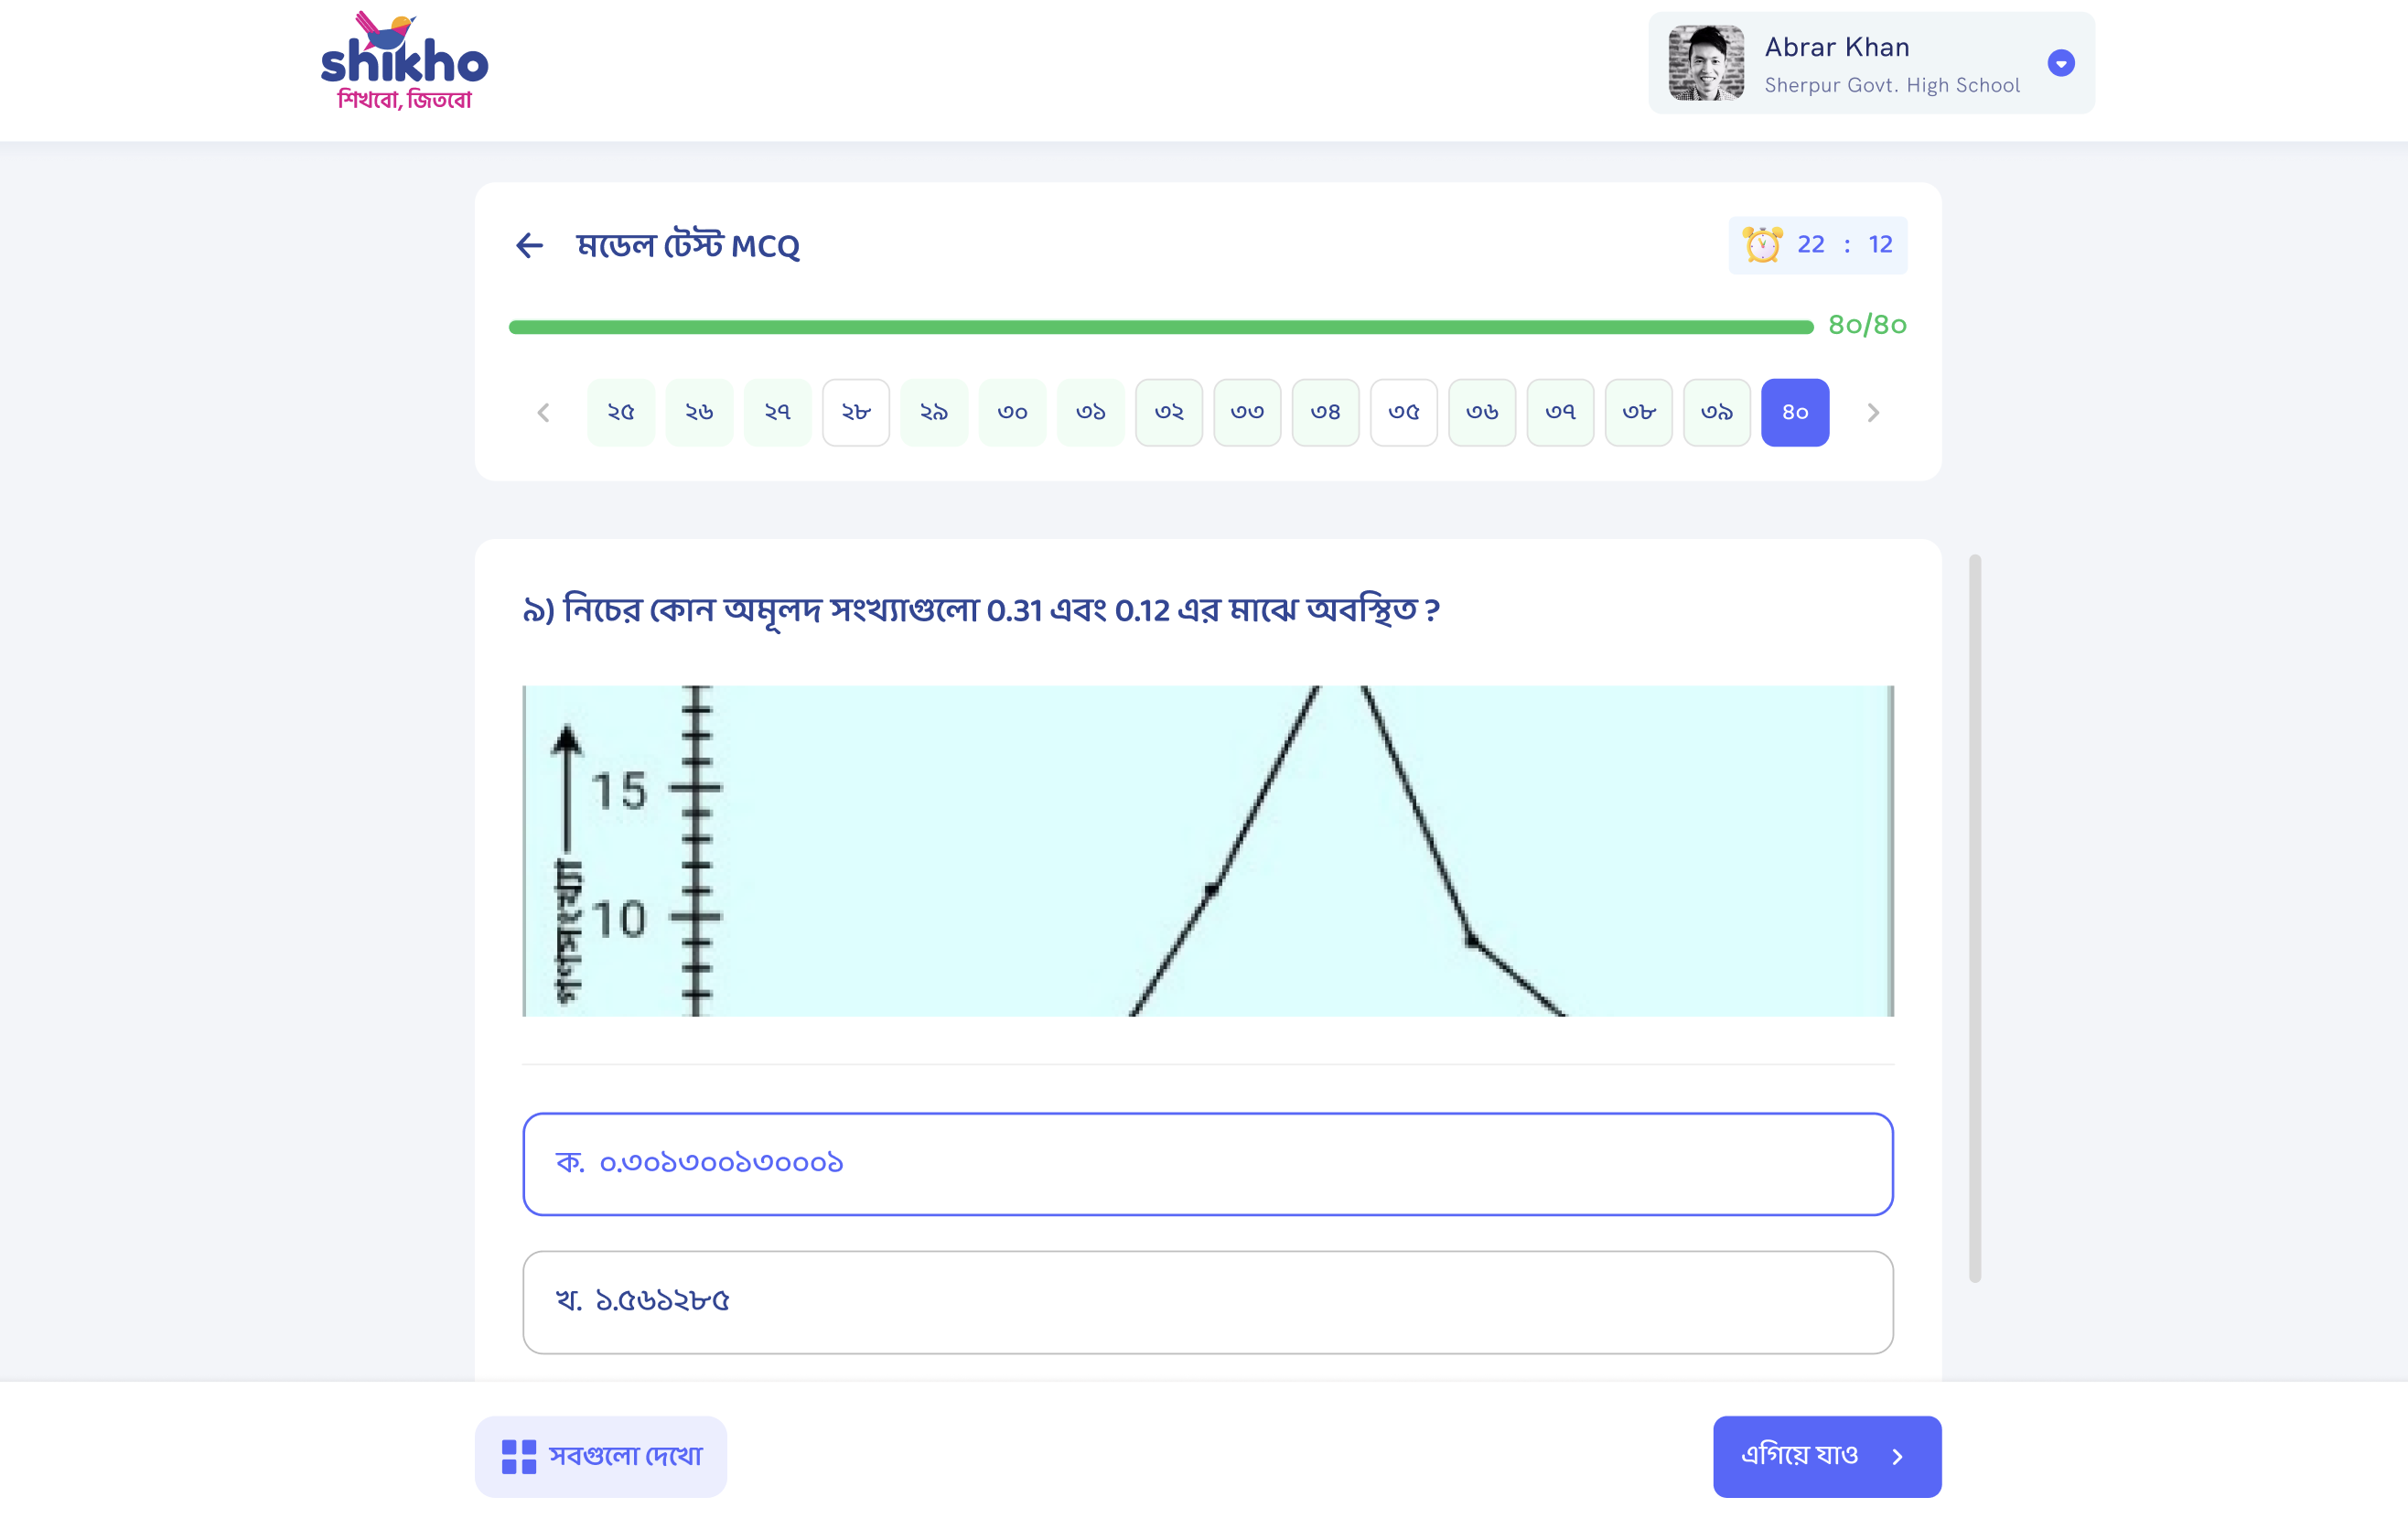 shikho
শিখবো, জিতবো
Abrar Khan
Sherpur Govt. High School
মডেল টেস্ট MCQ
22 : 12
৪০/৪০
২৫ ২৬ ২৭ ২৮ ২৯ ৩০ ৩১ ৩২ ৩৩ ৩৪ ৩৫ ৩৬ ৩৭ ৩৮ ৩৯ ৪০
৯) নিচের কোন অমূলদ সংখ্যাগুলো 0.31 এবং 0.12 এর মাঝে অবস্থিত ?
15
10
ক. ০.৩০১৩০০১৩০০০১
খ. ১.৫৬১২৮৫
সবগুলো দেখো
এগিয়ে যাও